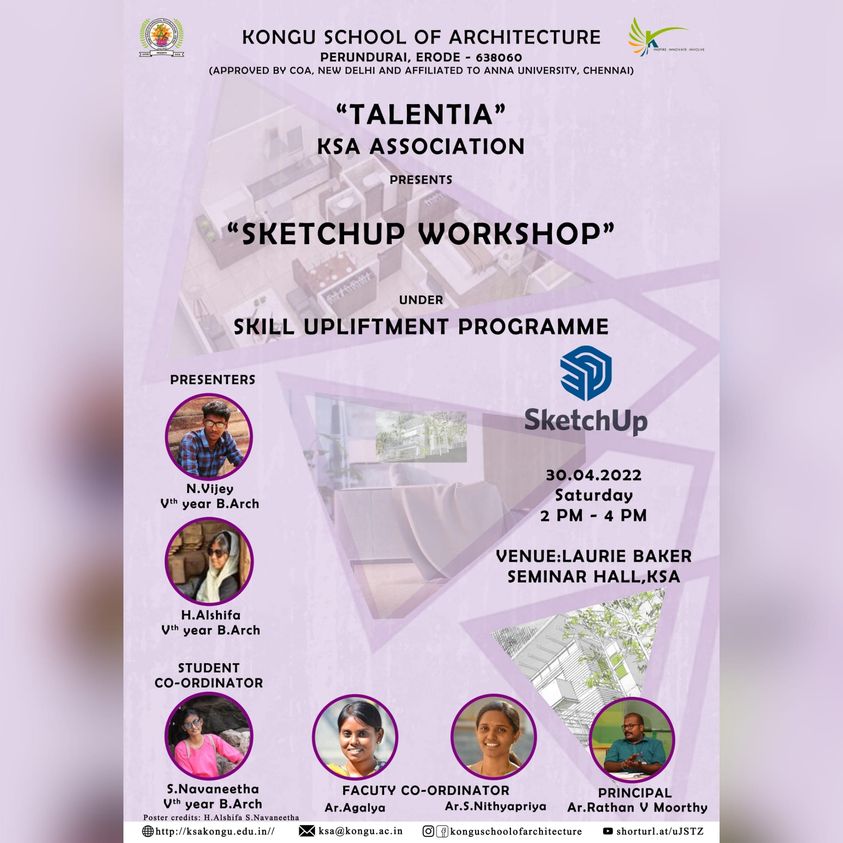 KONGU SCHOOL OF ARCHITECTURE
PERUNDURAI, ERODE - 638060
(APPROVED BY COA, NEW DELHI AND AFFILIATED TO ANNA UNIVERSITY, CHENNAI)
INSPIRE INNOVATE INVOLVE
“TALENTIA”
KSA ASSOCIATION
PRESENTS
“SKETCHUP WORKSHOP”
UNDER
SKILL UPLIFTMENT PROGRAMME
SketchUp
30.04.2022
Saturday
2 PM - 4 PM
VENUE:LAURIE BAKER
SEMINAR HALL,KSA
PRESENTERS
N.Vijey
Vth year B.Arch
H.Alshifa
Vth year B.Arch
STUDENT
CO-ORDINATOR
S.Navaneetha
Vth year B.Arch
FACUTY CO-ORDINATOR
Ar.Agalya
Ar.S.Nithyapriya
PRINCIPAL
Ar.Rathan V Moorthy
Poster credits: H.Alshifa S.Navaneetha
http://ksakongu.edu.in//
ksa@kongu.ac.in
konguschoolofarchitecture
shorturl.at/uJSTZ